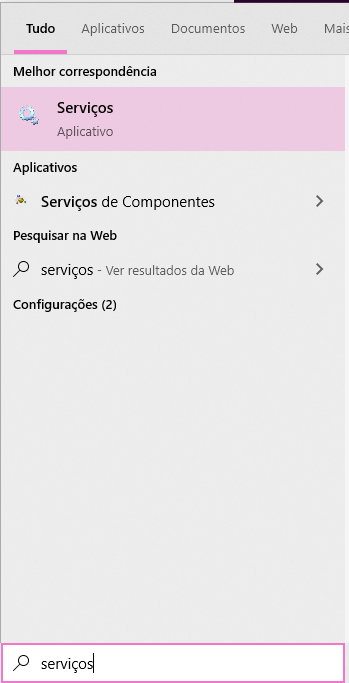 Tudo Aplicativos Documentos Web Mais
Melhor correspondência
Serviços
Aplicativo
Aplicativos
Serviços de Componentes
Pesquisar na Web
serviços - Ver resultados da Web
Configurações (2)
serviços